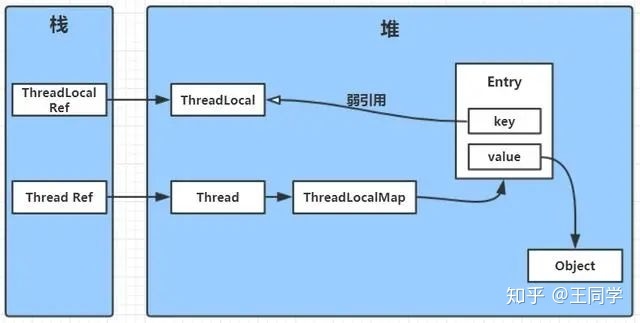 栈
堆
ThreadLocal
Ref
ThreadLocal
弱引用
Entry
key
value
Thread Ref
Thread
ThreadLocalMap
Object
知乎 @王同学